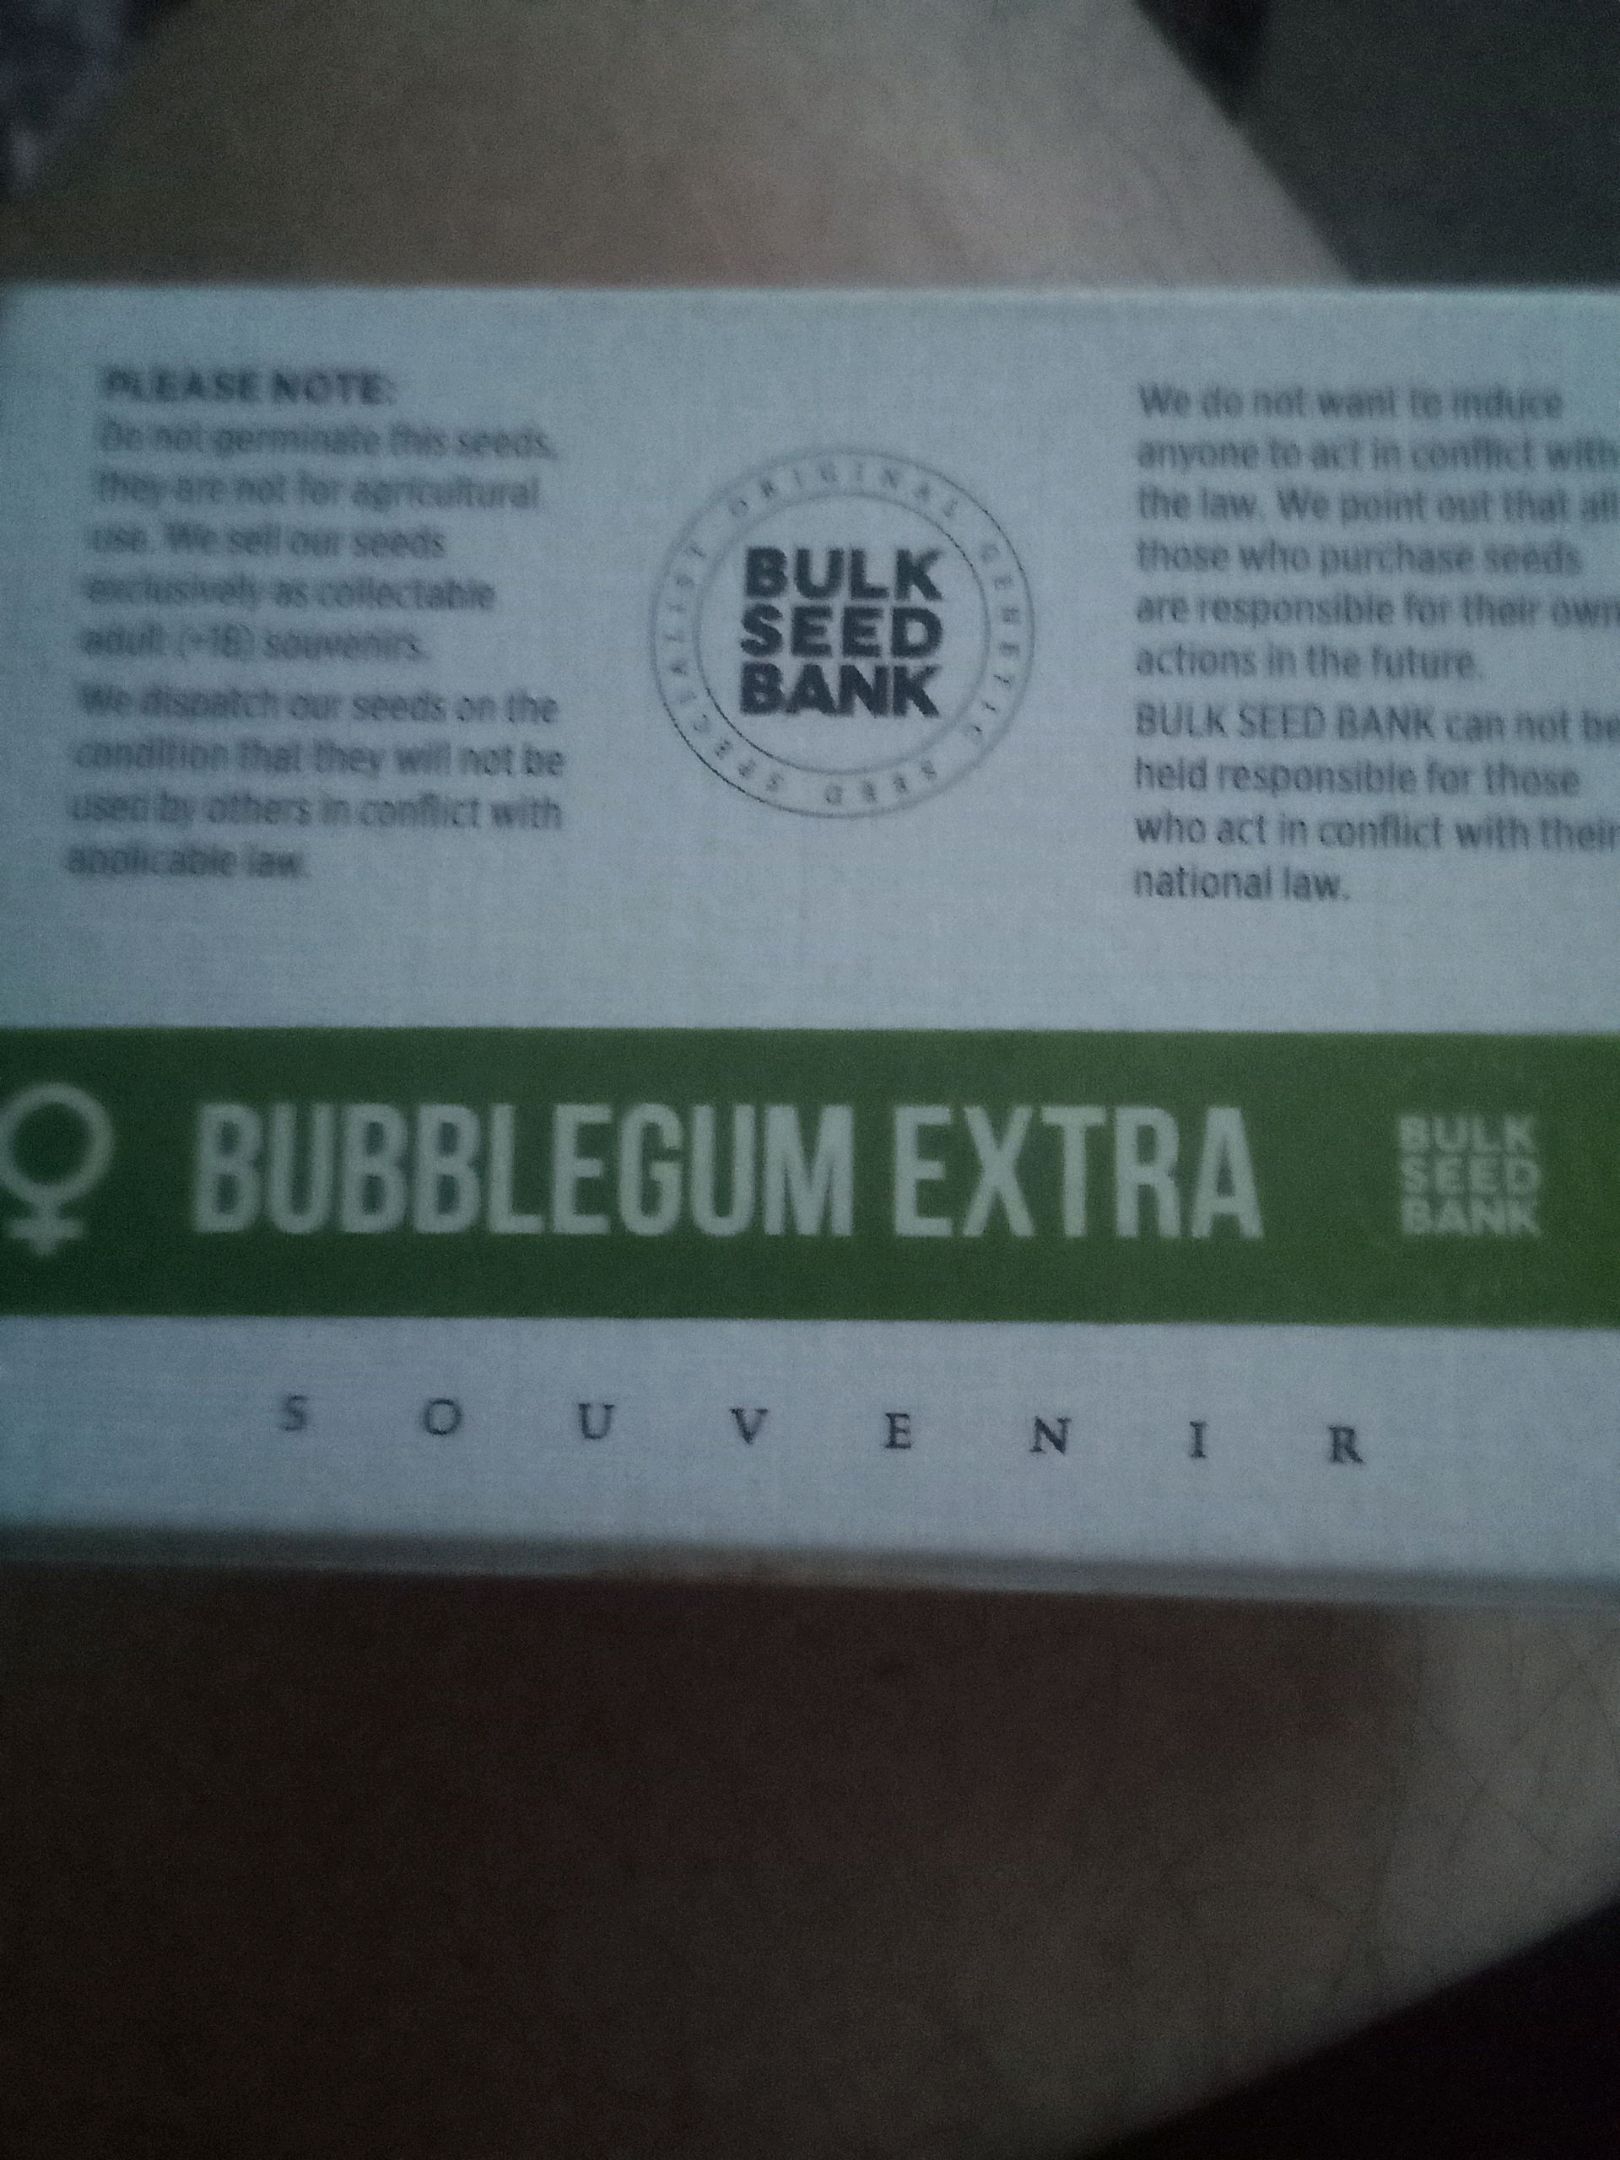 PLEASE NOTE:
Do not germinate this seeds,
they are not for agricultural
use. We sell our seeds
exclusively as collectable
adult (+18) souvenirs.
We dispatch our seeds on the
condition that they will not be
used by others in conflict with
applicable law.
ORIGINAL GENETIC SEED SPECIALIST
BULK
SEED
BANK
We do not want to induce
anyone to act in conflict with
the law. We point out that all
those who purchase seeds
are responsible for their own
actions in the future.
BULK SEED BANK can not be
held responsible for those
who act in conflict with their
national law.
♀ BUBBLEGUM EXTRA
BULK
SEED
BANK
SOUVENIR